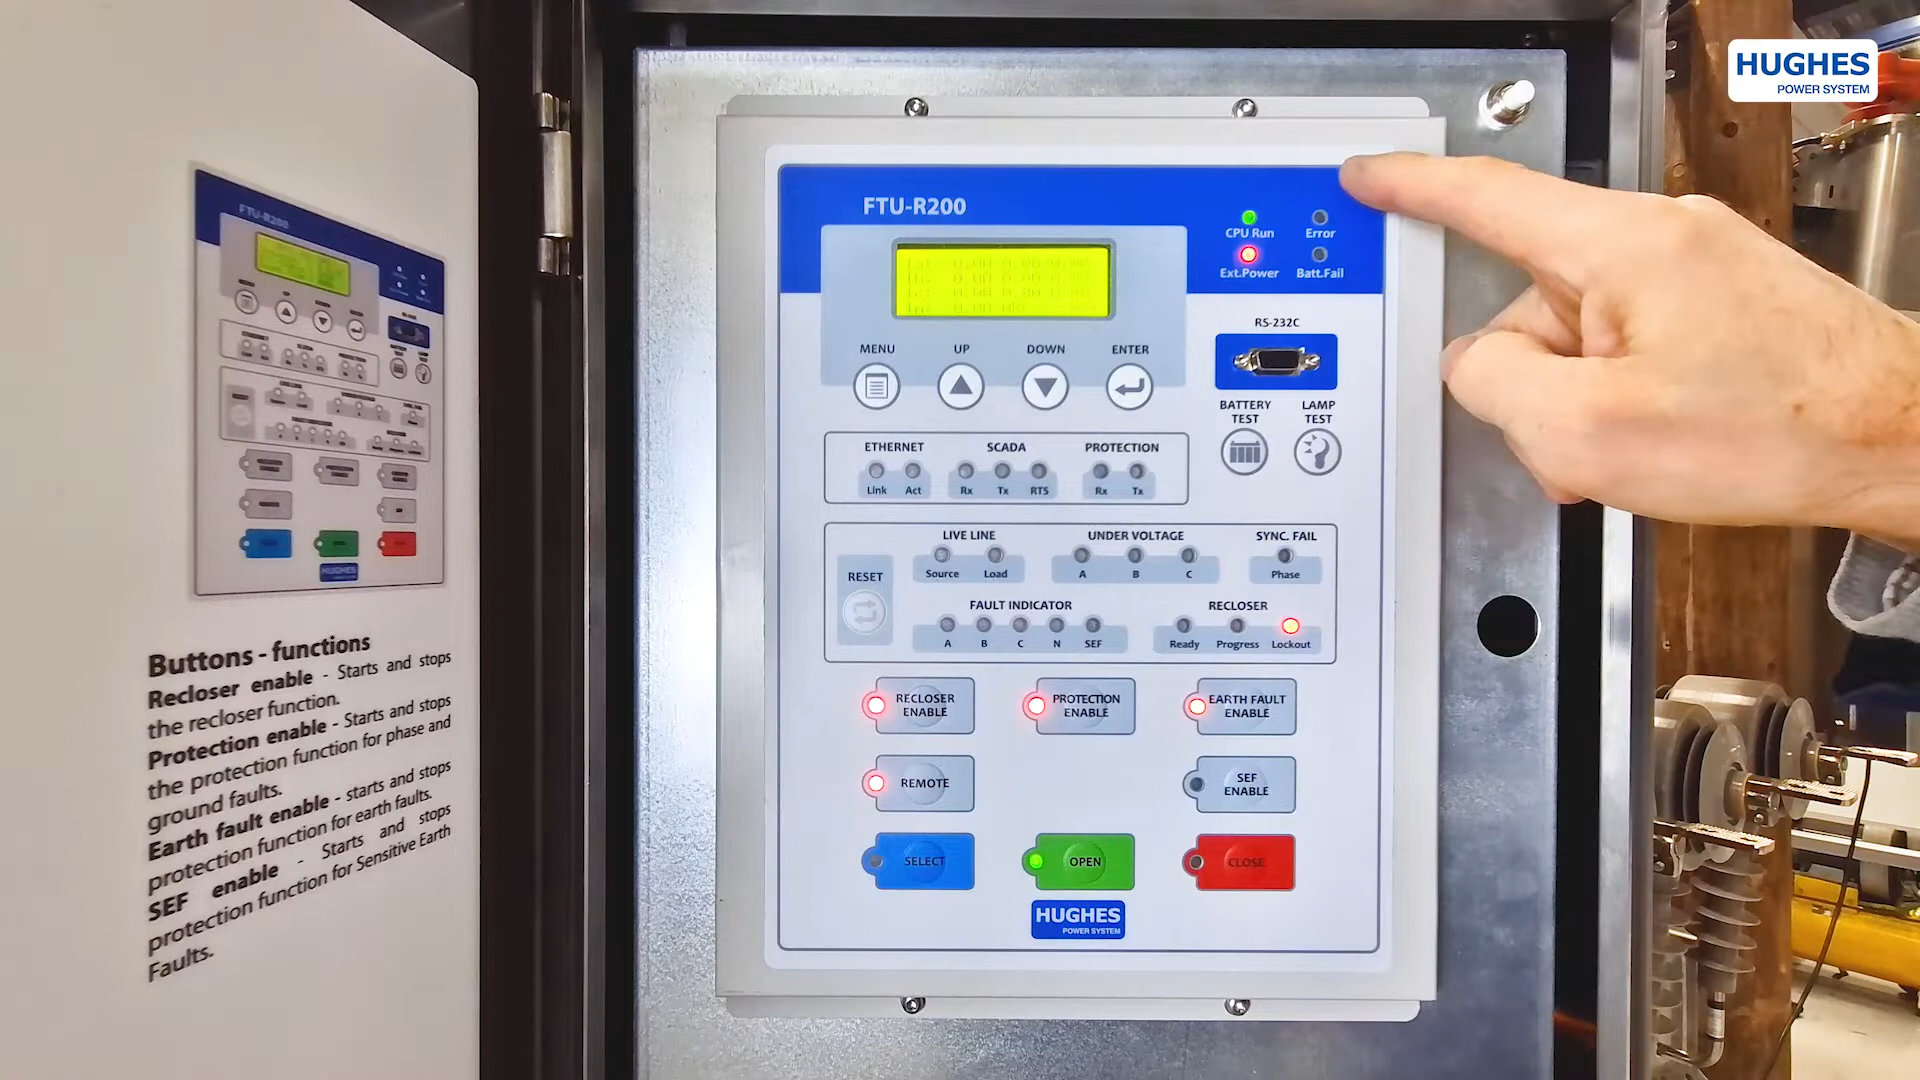 HUGHES
POWER SYSTEM
FTU-R200
CPU Run
Error
Ext.Power
Batt.Fail
RS-232C
MENU
UP
DOWN
ENTER
BATTERY
TEST
LAMP
TEST
ETHERNET
SCADA
PROTECTION
Link
Act
Rx
Tx
RTS
Rx
Tx
LIVE LINE
UNDER VOLTAGE
SYNC. FAIL
Source
Load
A
B
C
Phase
RESET
FAULT INDICATOR
RECLOSER
A
B
C
N
SEF
Ready
Progress
Lockout
RECLOSER
ENABLE
PROTECTION
ENABLE
EARTH FAULT
ENABLE
REMOTE
SEF
ENABLE
SELECT
OPEN
CLOSE
HUGHES
POWER SYSTEM
FTU-R200
HUGHES
Buttons - functions
Recloser enable - Starts and stops
the recloser function.
Protection enable - Starts and stops
the protection function for phase and
ground faults.
Earth fault enable - starts and stops
protection function for earth faults.
SEF enable - Starts and stops
protection function for Sensitive Earth
Faults.